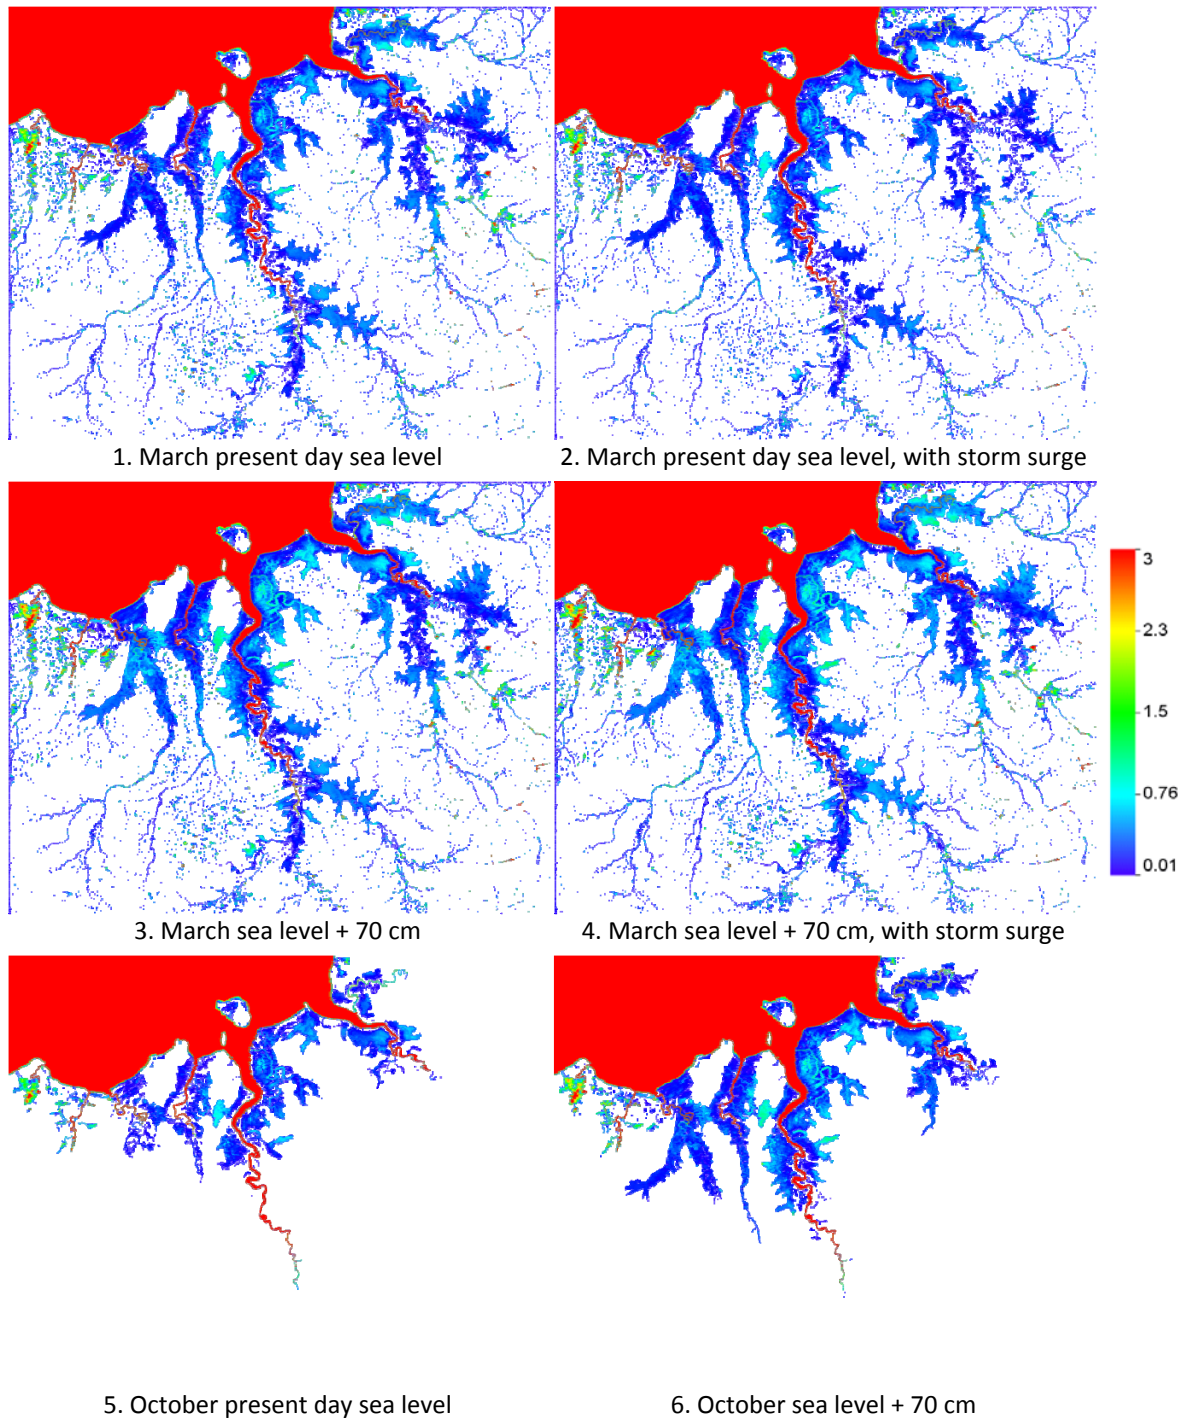 1. March present day sea level
2. March present day sea level, with storm surge
3. March sea level + 70 cm
4. March sea level + 70 cm, with storm surge
3
2.3
1.5
0.76
0.01
5. October present day sea level
6. October sea level + 70 cm